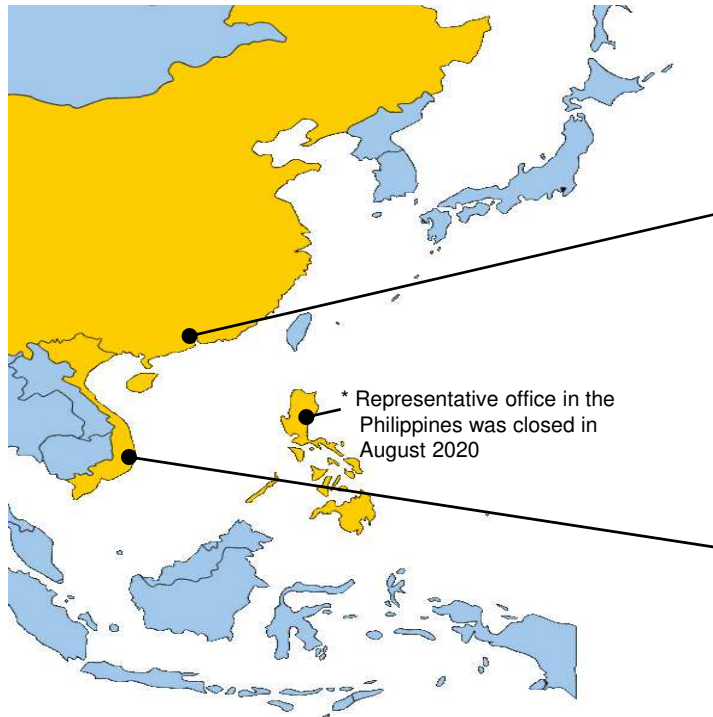 * Representative office in the
Philippines was closed in
August 2020